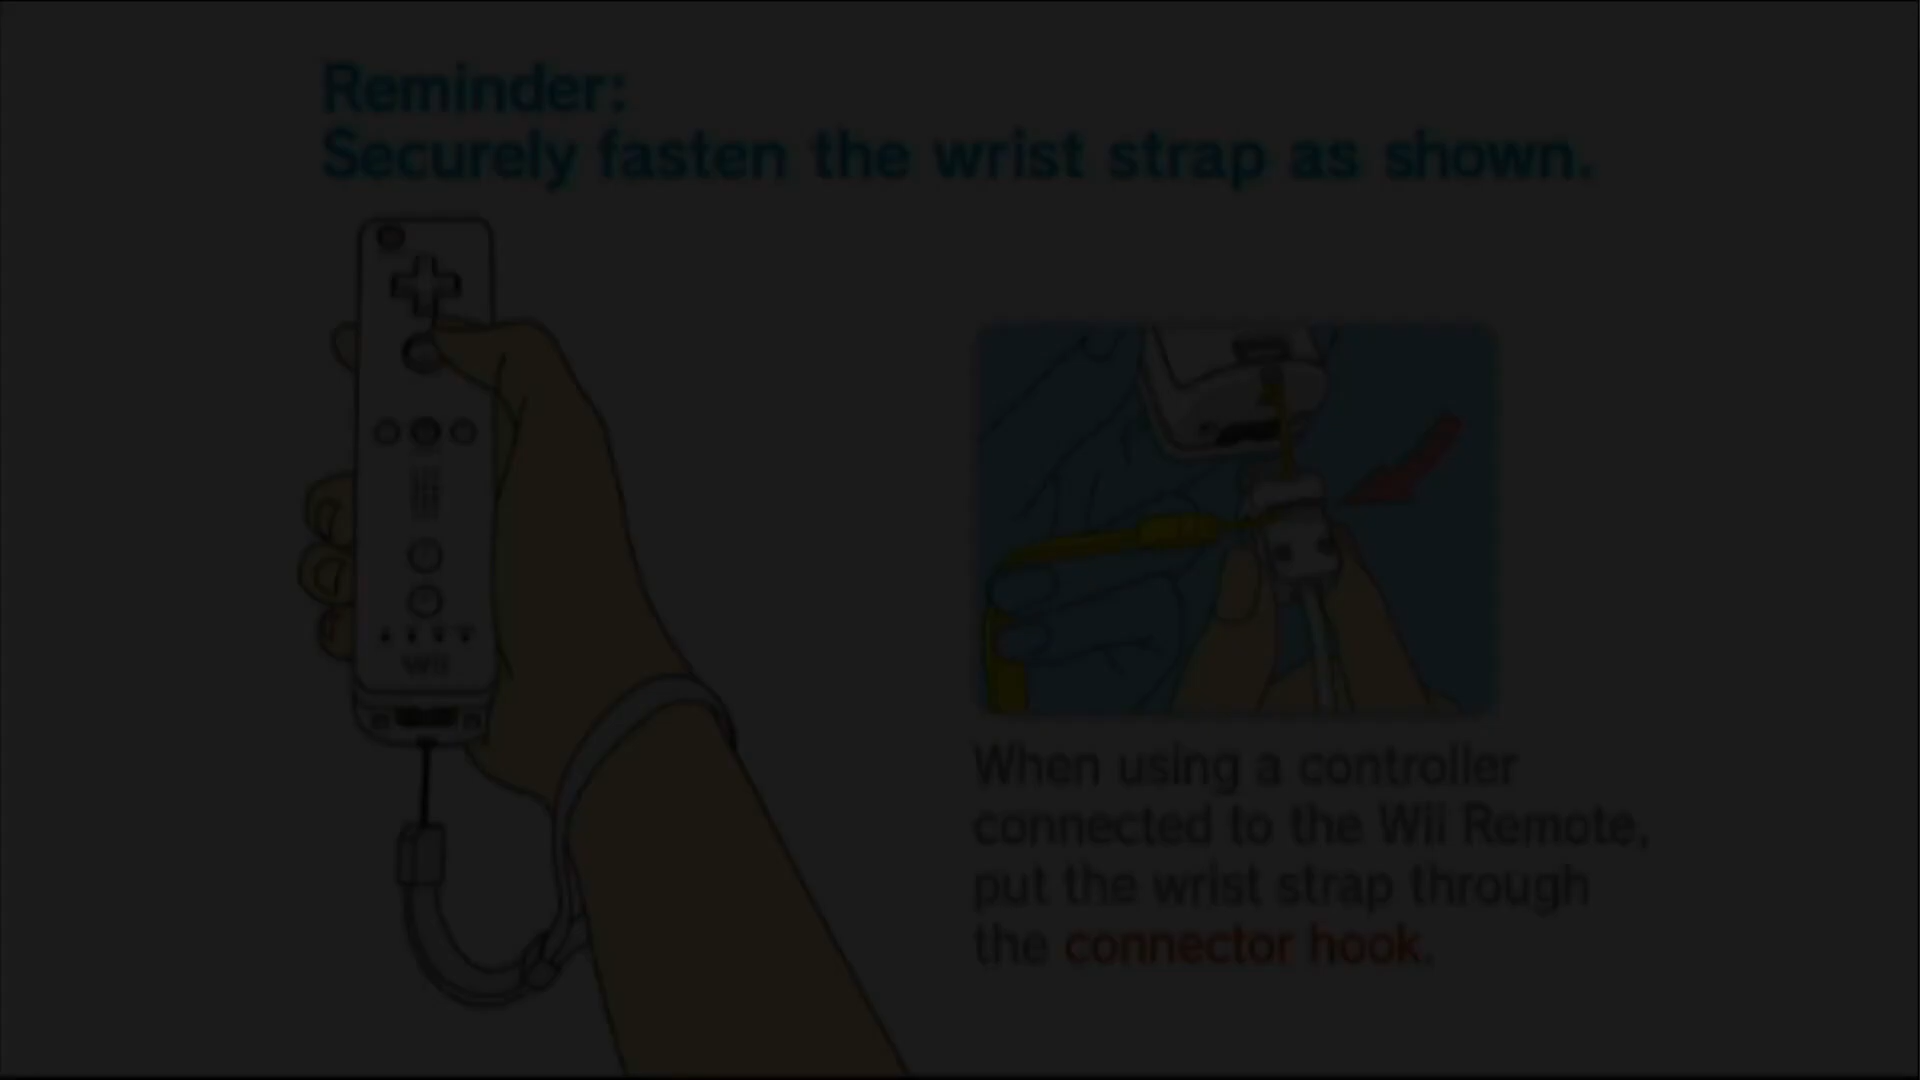 Reminder:
Securely fasten the wrist strap as shown.
Wii
When using a controller
connected to the Wii Remote,
put the wrist strap through
the connector hook.